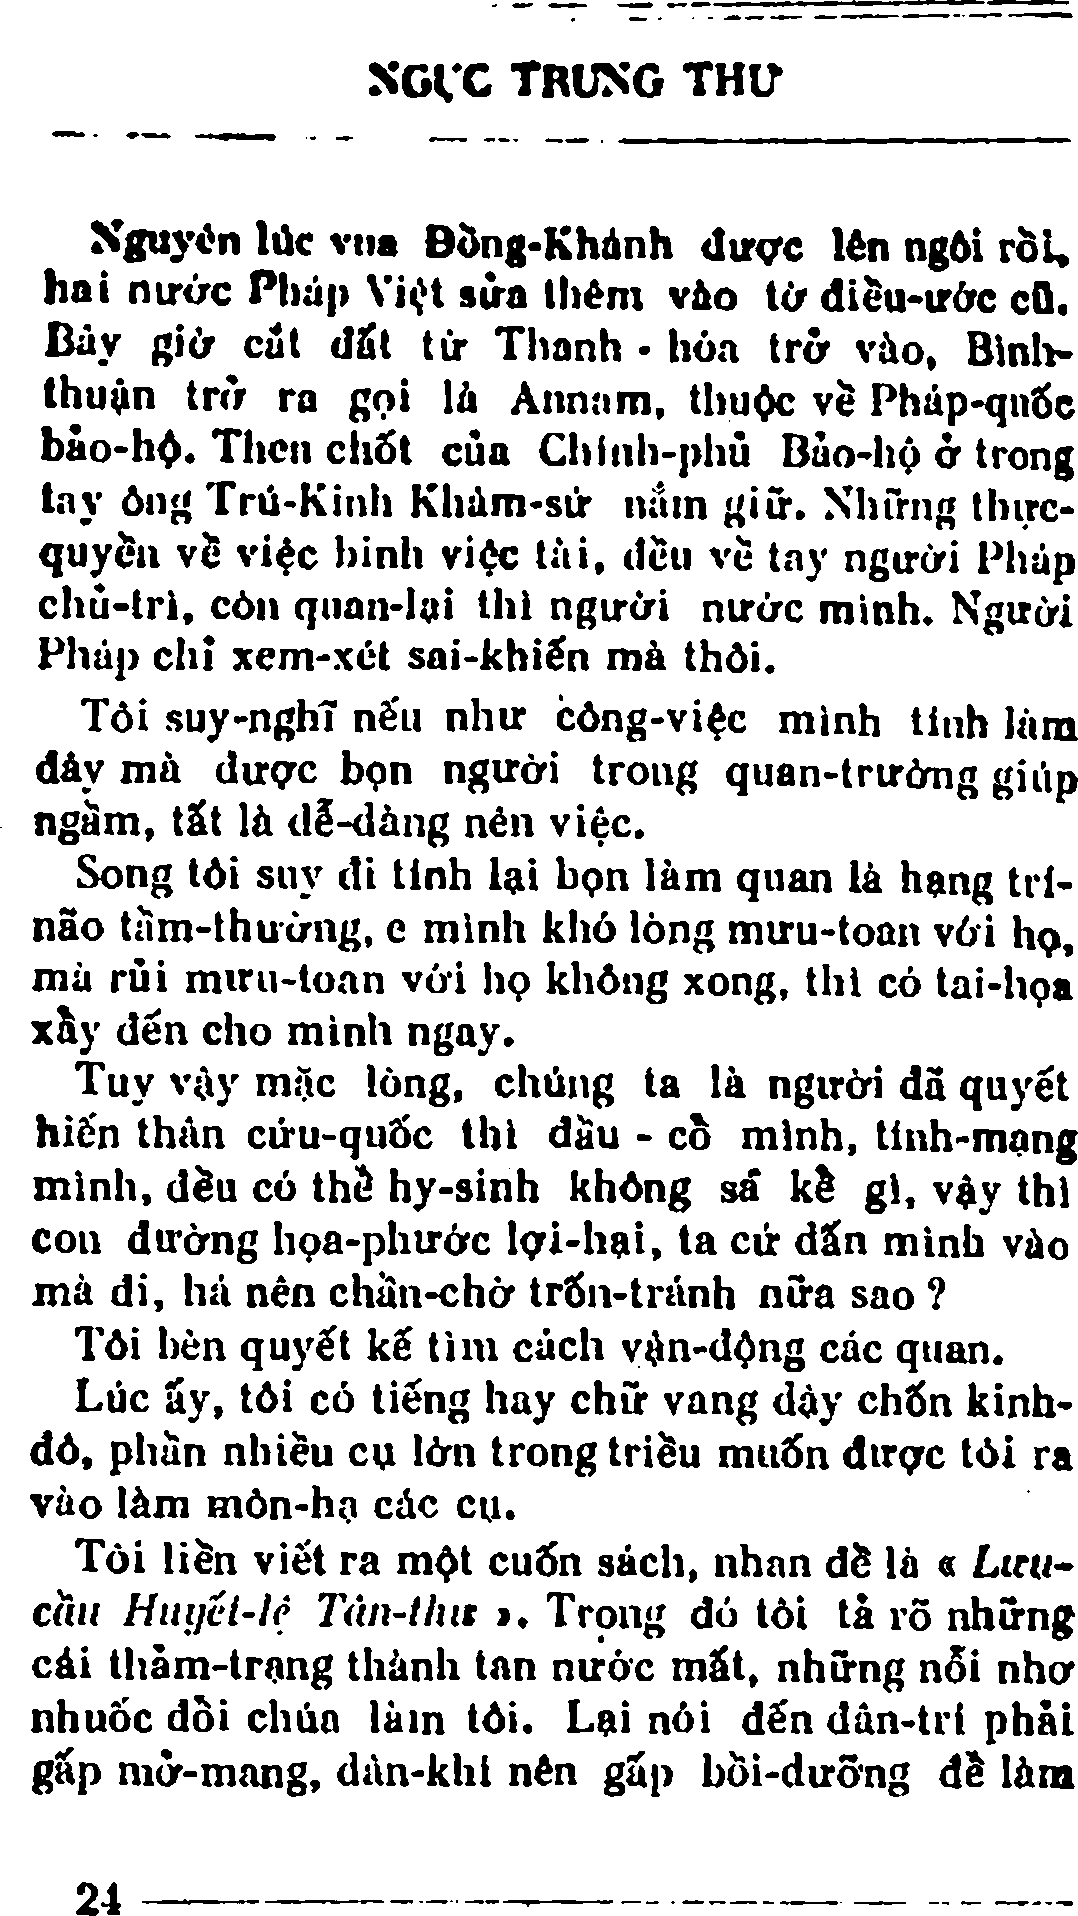 NGỤC TRUNG THƯ
Nguyên lúc vua Đồng-Khánh được lên ngôi rồi,
hai nước Pháp Việt sửa thêm vào tờ điều-ước cũ.
Bây giờ cắt đất từ Thanh-hóa trở vào, Bình-
thuận trở ra gọi là Annam, thuộc về Pháp-quốc
bảo-hộ. Then chốt của Chính-phủ Bảo-hộ ở trong
tay ông Trú-Kinh Khâm-sứ nắm giữ. Những thực-
quyền về việc binh việc tài, đều về tay người Pháp
chủ-trì, còn quan-lại thì người nước mình. Người
Pháp chỉ xem-xét sai-khiến mà thôi.
Tôi suy-nghĩ nếu như công-việc mình tính làm
đây mà được bọn người trong quan-trường giúp
ngầm, tất là dễ-dàng nên việc.
Song tôi suy đi tính lại bọn làm quan là hạng trí-
não tầm-thường, e mình khó lòng mưu-toan với họ,
mà rủi mưu-toan với họ không xong, thì có tai-họa
xẩy đến cho mình ngay.
Tuy vậy mặc lòng, chúng ta là người đã quyết
hiến thân cứu-quốc thì đầu - cổ mình, tính-mạng
mình, đều có thể hy-sinh không sá kể gì, vậy thì
con đường họa-phước lợi-hại, ta cứ dấn mình vào
mà đi, há nên chần-chờ trốn-tránh nữa sao ?
Tôi bèn quyết kế tìm cách vận-động các quan.
Lúc ấy, tôi có tiếng hay chữ vang dậy chốn kinh-
đô, phần nhiều cụ lớn trong triều muốn được tôi ra
vào làm môn-hạ các cụ.
Tôi liền viết ra một cuốn sách, nhan đề là « Lưu-
cầu Huyết-lệ Tân-thư ». Trong đó tôi tả rõ những
cái thảm-trạng thành tan nước mất, những nỗi nhơ
nhuốc đổi chúa làm tôi. Lại nói đến dân-trí phải
gấp mở-mang, dân-khí nên gấp bồi-dưỡng để làm
24